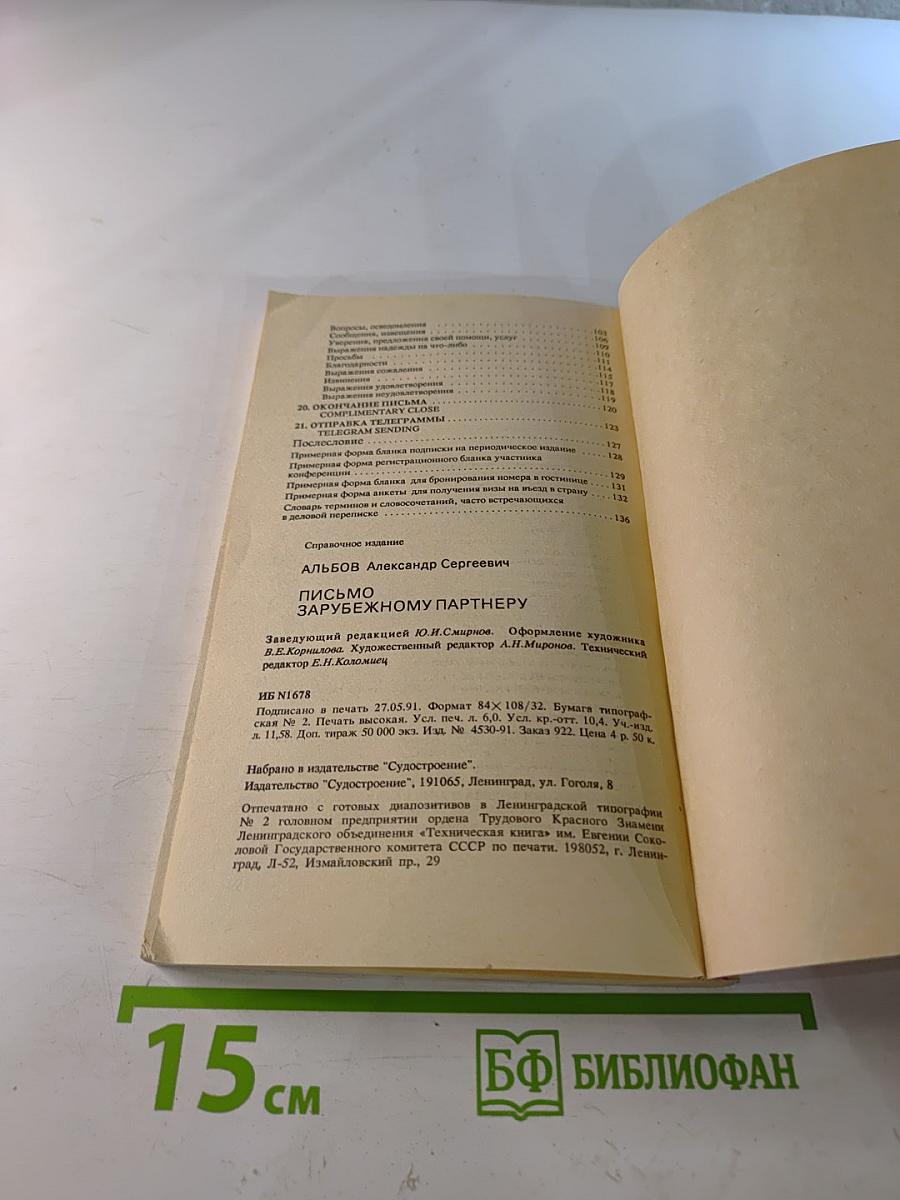 Вопросы, осведомления . . . . . . . . . . . . . . . . . . . 103
Сообщения, извещения . . . . . . . . . . . . . . . . . . . 106
Уверения, предложения своей помощи, услуг . . . . . . . . 109
Выражения надежды на что-либо . . . . . . . . . . . . . . 110
Просьбы . . . . . . . . . . . . . . . . . . . . . . . . . . 111
Благодарности . . . . . . . . . . . . . . . . . . . . . . . 114
Выражения сожаления . . . . . . . . . . . . . . . . . . . 115
Извинения . . . . . . . . . . . . . . . . . . . . . . . . . 117
Выражения удовлетворения . . . . . . . . . . . . . . . . . 118
Выражения неудовлетворения . . . . . . . . . . . . . . . . 119
20. ОКОНЧАНИЕ ПИСЬМА . . . . . . . . . . . . . . . . . . 120
COMPLIMENTARY CLOSE
21. ОТПРАВКА ТЕЛЕГРАММЫ . . . . . . . . . . . . . . . . . 123
TELEGRAM SENDING
Послесловие . . . . . . . . . . . . . . . . . . . . . . . . 127
Примерная форма бланка подписки на периодическое издание . . . . . 128
Примерная форма регистрационного бланка участника
конференции . . . . . . . . . . . . . . . . . . . . . . . . 129
Примерная форма бланка для бронирования номера в гостинице . . . . 131
Примерная форма анкеты для получения визы на въезд в страну . . . . 132
Словарь терминов и словосочетаний, часто встречающихся
в деловой переписке . . . . . . . . . . . . . . . . . . . . 136
Справочное издание
АЛЬБОВ Александр Сергеевич
ПИСЬМО
ЗАРУБЕЖНОМУ ПАРТНЕРУ
Заведующий редакцией Ю.И.Смирнов. Оформление художника
В.Е.Корнилова. Художественный редактор А.Н.Миронов. Технический
редактор Е.Н.Коломиец
ИБ N1678
Подписано в печать 27.05.91. Формат 84×108/32. Бумага типограф-
ская № 2. Печать высокая. Усл. печ. л. 6,0. Усл. кр.-отт. 10,4. Уч.-изд.
л. 11,58. Доп. тираж 50 000 экз. Изд. № 4530-91. Заказ 922. Цена 4 р. 50 к.
Набрано в издательстве "Судостроение".
Издательство "Судостроение", 191065, Ленинград, ул. Гоголя, 8
Отпечатано с готовых диапозитивов в Ленинградской типографии
№ 2 головном предприятии ордена Трудового Красного Знамени
Ленинградского объединения «Техническая книга» им. Евгении Соко-
ловой Государственного комитета СССР по печати. 198052, г. Ленин-
град, Л-52, Измайловский пр., 29
15 см
БФ БИБЛИОФАН